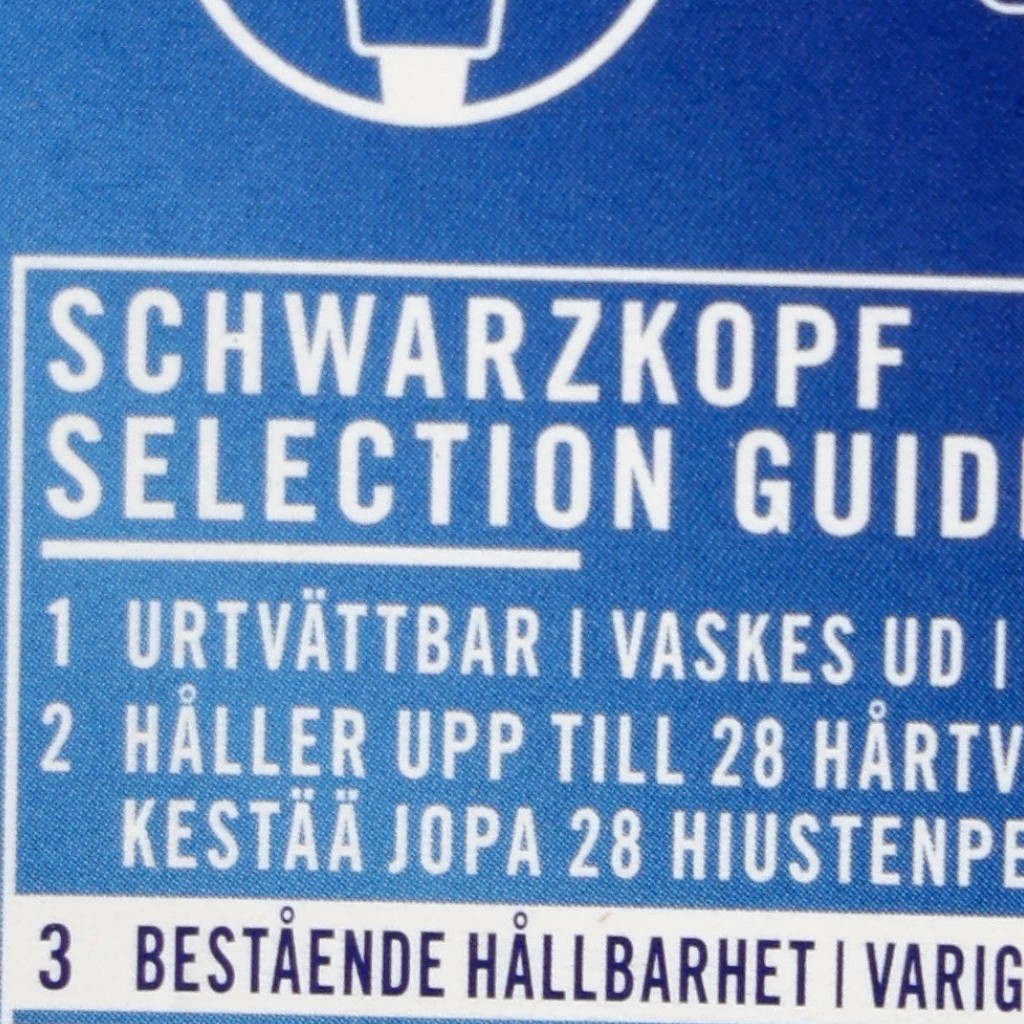 SCHWARZKOPF
SELECTION GUID
1 URTVÄTTBAR | VASKES UD |
2 HÅLLER UPP TILL 28 HÅRTV
KESTÄÄ JOPA 28 HIUSTENPE
3 BESTÅENDE HÅLLBARHET | VARIG